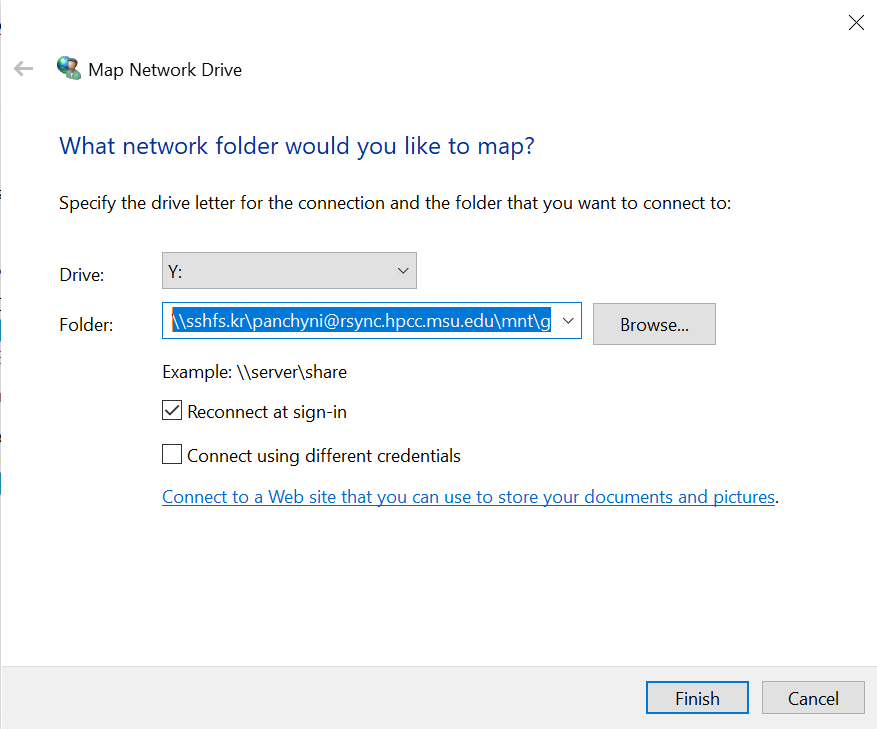 Map Network Drive
What network folder would you like to map?
Specify the drive letter for the connection and the folder that you want to connect to:
Drive: Y:
Folder: \\sshfs.kr\panchyni@rsync.hpcc.msu.edu\mnt\g Browse...
Example: \\server\share
Reconnect at sign-in
Connect using different credentials
Connect to a Web site that you can use to store your documents and pictures.
Finish Cancel